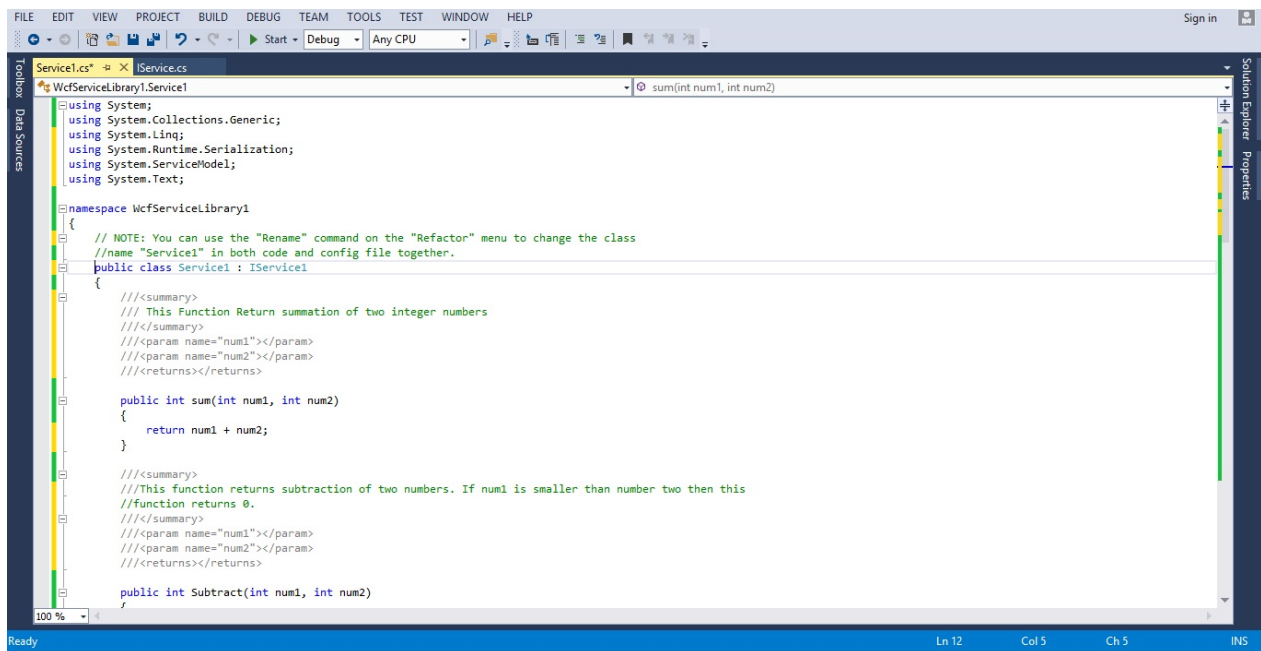 FILE EDIT VIEW PROJECT BUILD DEBUG TEAM TOOLS TEST WINDOW HELP Sign in
Start Debug Any CPU
Toolbox
Data Sources
Service1.cs* IService.cs
WcfServiceLibrary1.Service1 sum(int num1, int num2)
using System;
using System.Collections.Generic;
using System.Linq;
using System.Runtime.Serialization;
using System.ServiceModel;
using System.Text;
namespace WcfServiceLibrary1
{
// NOTE: You can use the "Rename" command on the "Refactor" menu to change the class
//name "Service1" in both code and config file together.
public class Service1 : IService1
{
///<summary>
/// This Function Return summation of two integer numbers
///</summary>
///<param name="num1"></param>
///<param name="num2"></param>
///<returns></returns>
public int sum(int num1, int num2)
{
return num1 + num2;
}
///<summary>
///This function returns subtraction of two numbers. If num1 is smaller than number two then this
//function returns 0.
///</summary>
///<param name="num1"></param>
///<param name="num2"></param>
///<returns></returns>
public int Subtract(int num1, int num2)
{
100 %
Solution Explorer
Properties
Ready Ln 12 Col 5 Ch 5 INS